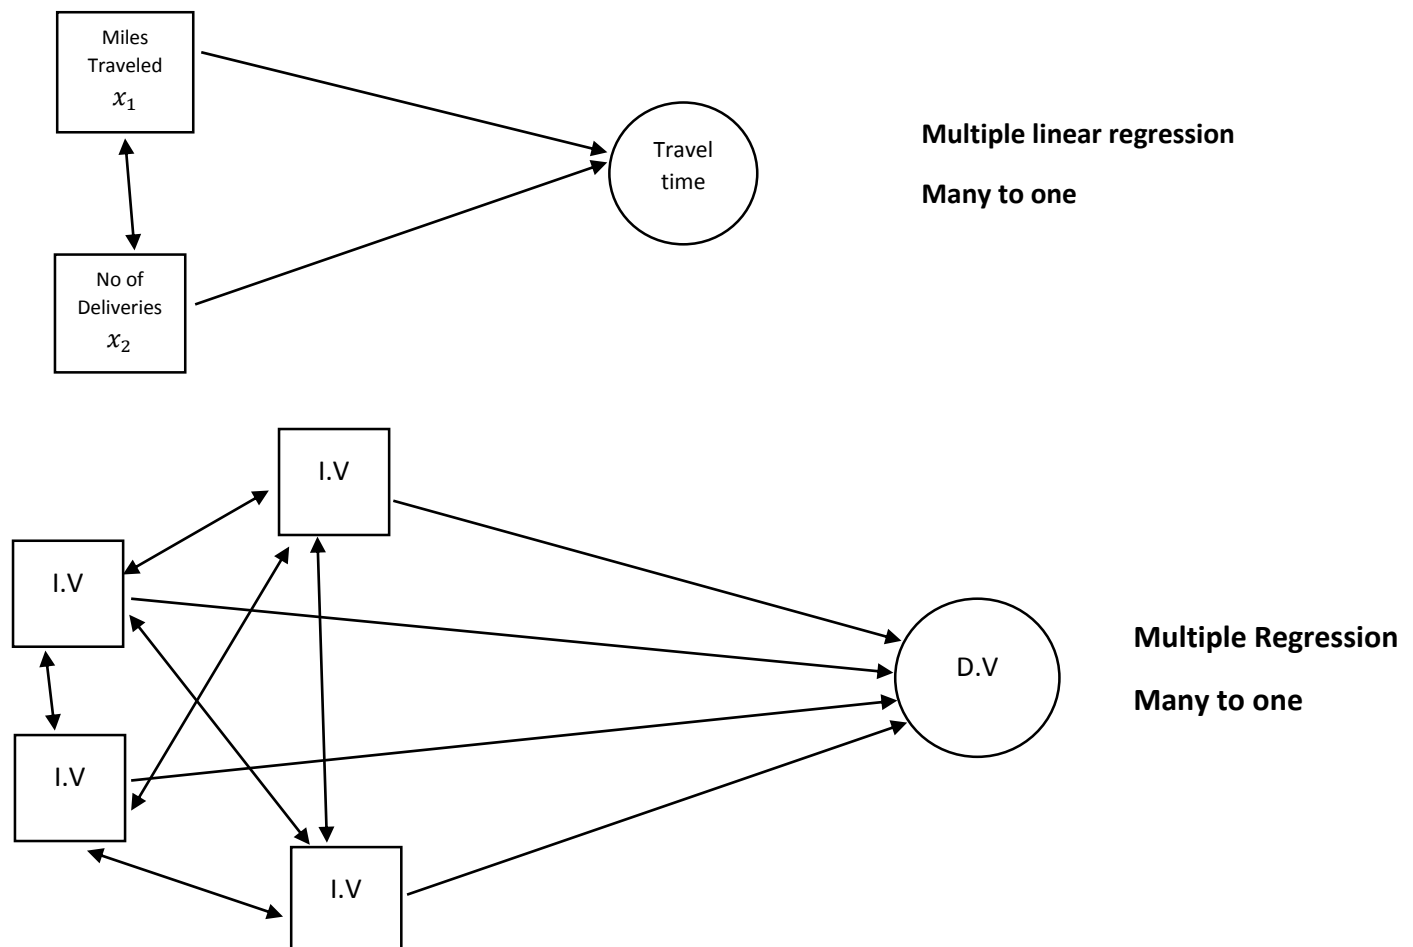 Miles
Traveled
x₁
Travel
time
Multiple linear regression
Many to one
No of
Deliveries
x₂
I.V
I.V
D.V
Multiple Regression
Many to one
I.V
I.V